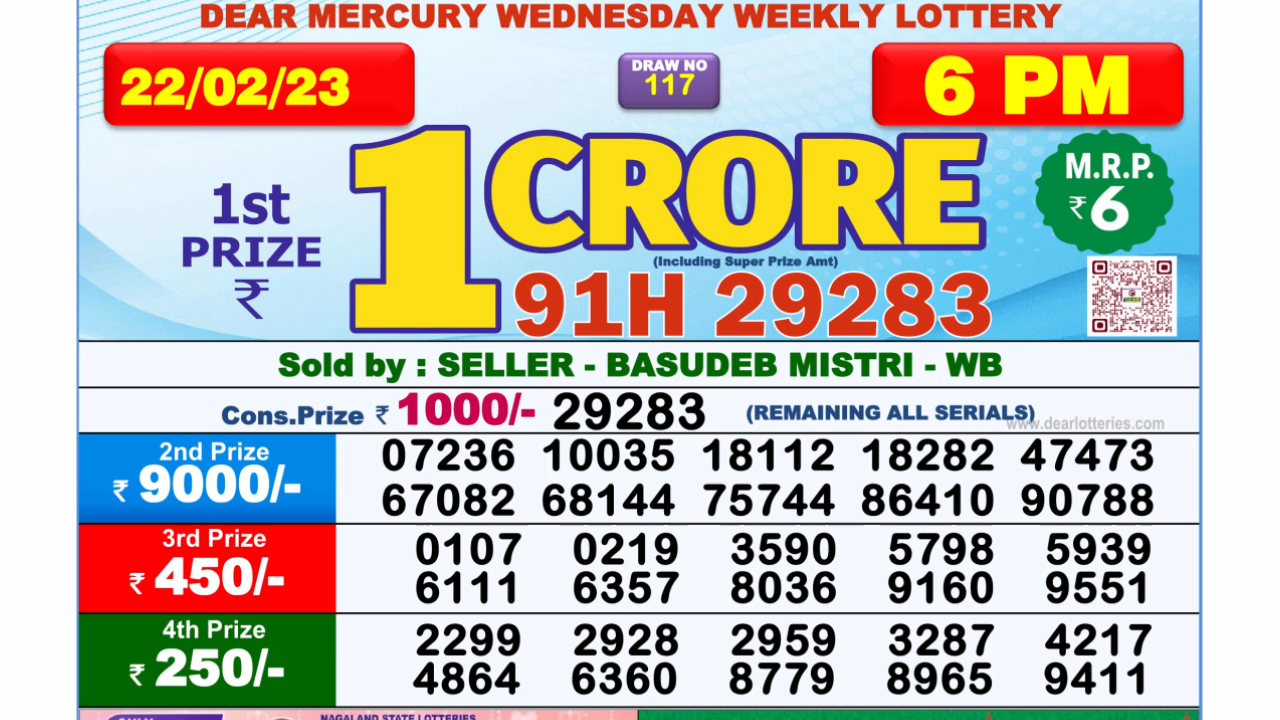 DEAR MERCURY WEDNESDAY WEEKLY LOTTERY
22/02/23
DRAW NO
117
6 PM
1st
PRIZE
₹
1 CRORE
(Including Super Prize Amt)
91H 29283
M.R.P.
₹ 6
Sold by : SELLER - BASUDEB MISTRI - WB
Cons.Prize ₹ 1000/- 29283 (REMAINING ALL SERIALS)
www.dearlotteries.com
2nd Prize
₹ 9000/-
07236 10035 18112 18282 47473
67082 68144 75744 86410 90788
3rd Prize
₹ 450/-
0107 0219 3590 5798 5939
6111 6357 8036 9160 9551
4th Prize
₹ 250/-
2299 2928 2959 3287 4217
4864 6360 8779 8965 9411
NAGALAND STATE LOTTERIES